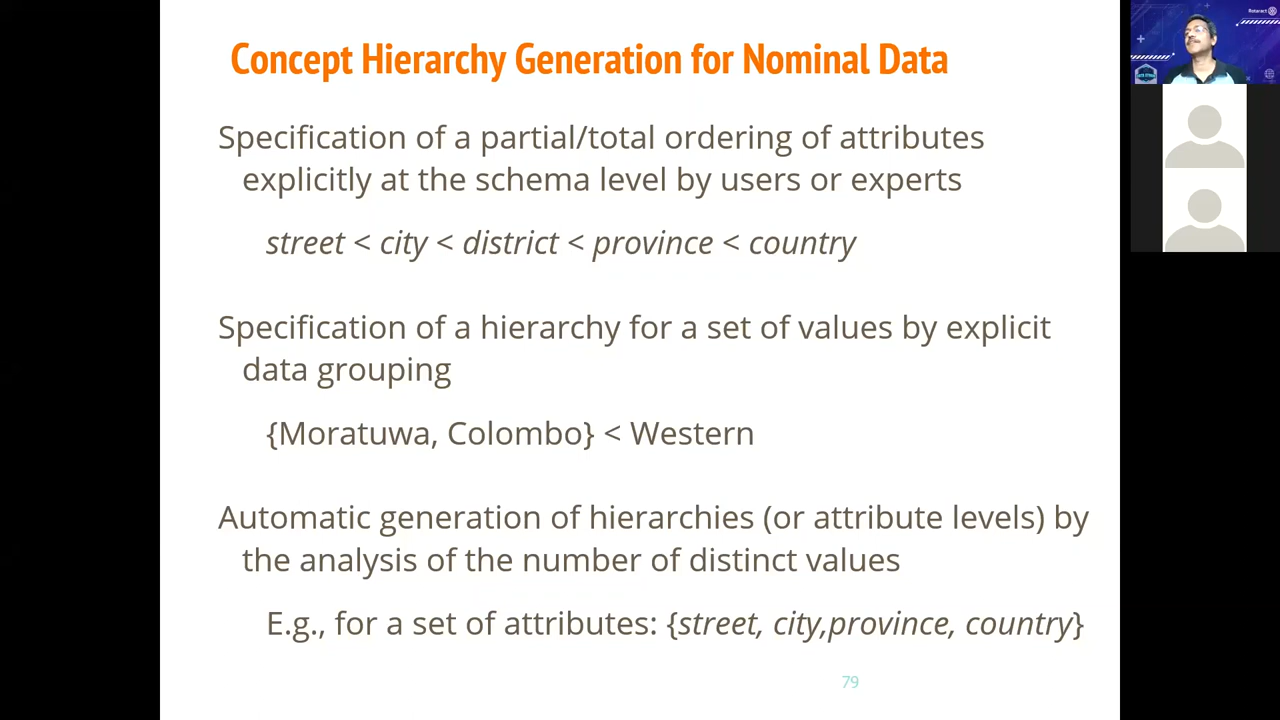 Concept Hierarchy Generation for Nominal Data
Specification of a partial/total ordering of attributes
explicitly at the schema level by users or experts
street < city < district < province < country
Specification of a hierarchy for a set of values by explicit
data grouping
{Moratuwa, Colombo} < Western
Automatic generation of hierarchies (or attribute levels) by
the analysis of the number of distinct values
E.g., for a set of attributes: {street, city,province, country}
79
Rotaract